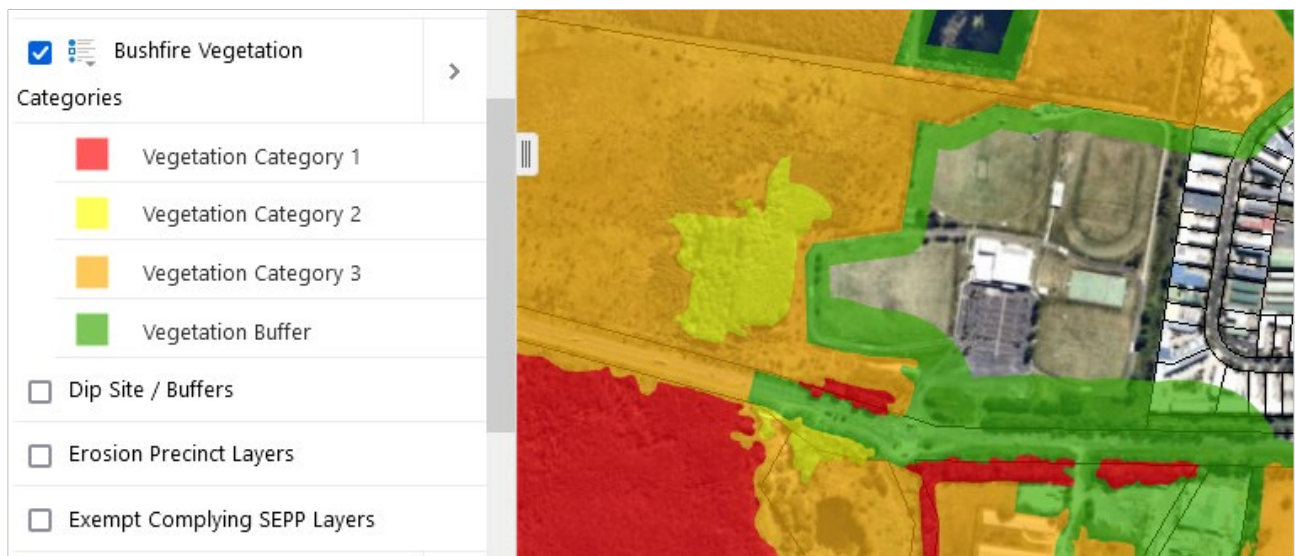 Bushfire Vegetation
Categories
Vegetation Category 1
Vegetation Category 2
Vegetation Category 3
Vegetation Buffer
Dip Site / Buffers
Erosion Precinct Layers
Exempt Complying SEPP Layers